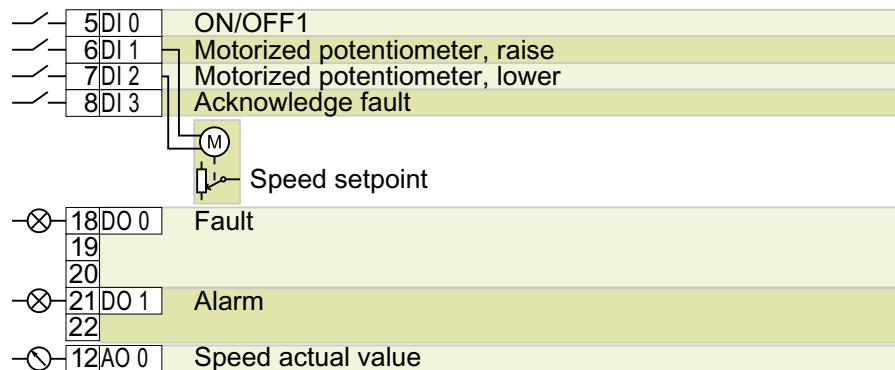 5 DI 0 ON/OFF1
6 DI 1 Motorized potentiometer, raise
7 DI 2 Motorized potentiometer, lower
8 DI 3 Acknowledge fault
M
Speed setpoint
18 DO 0 Fault
19
20
21 DO 1 Alarm
22
12 AO 0 Speed actual value